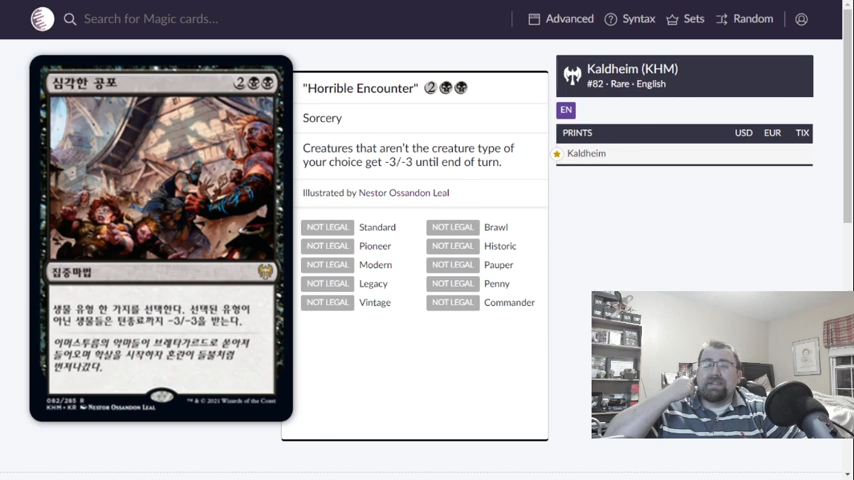 Search for Magic cards...
Advanced
Syntax
Sets
Random
심각한 공포 2
집중마법
생물 유형 한 가지를 선택한다. 선택된 유형이
아닌 생물들은 턴종료까지 -3/-3을 받는다.
이머스투름의 악마들이 브레타가르드로 쏟아져
들어오며 학살을 시작하자 혼란이 들불처럼
번져나갔다.
082/285 R
KHM • KR NESTOR OSSANDON LEAL
™ & © 2021 Wizards of the Coast
"Horrible Encounter" 2
Sorcery
Creatures that aren't the creature type of
your choice get -3/-3 until end of turn.
Illustrated by Nestor Ossandon Leal
NOT LEGAL Standard NOT LEGAL Brawl
NOT LEGAL Pioneer NOT LEGAL Historic
NOT LEGAL Modern NOT LEGAL Pauper
NOT LEGAL Legacy NOT LEGAL Penny
NOT LEGAL Vintage NOT LEGAL Commander
Kaldheim (KHM)
#82 • Rare • English
EN
PRINTS USD EUR TIX
Kaldheim